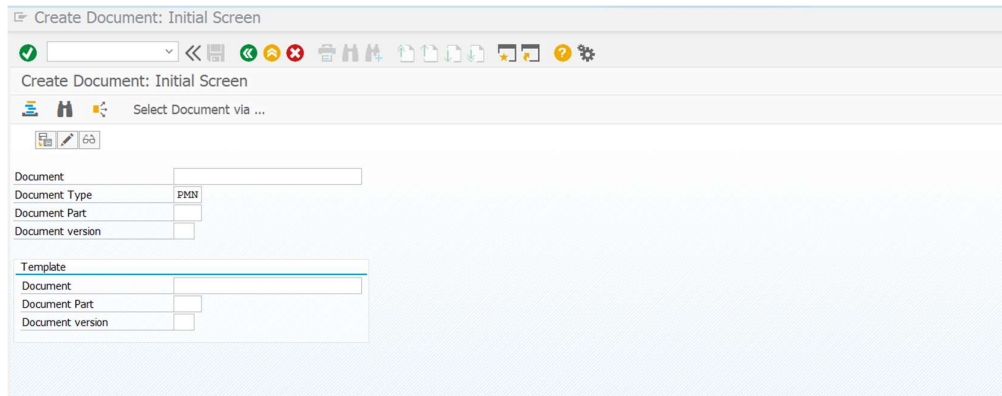 Create Document: Initial Screen
Create Document: Initial Screen
Select Document via ...
Document
Document Type PMN
Document Part
Document version
Template
Document
Document Part
Document version